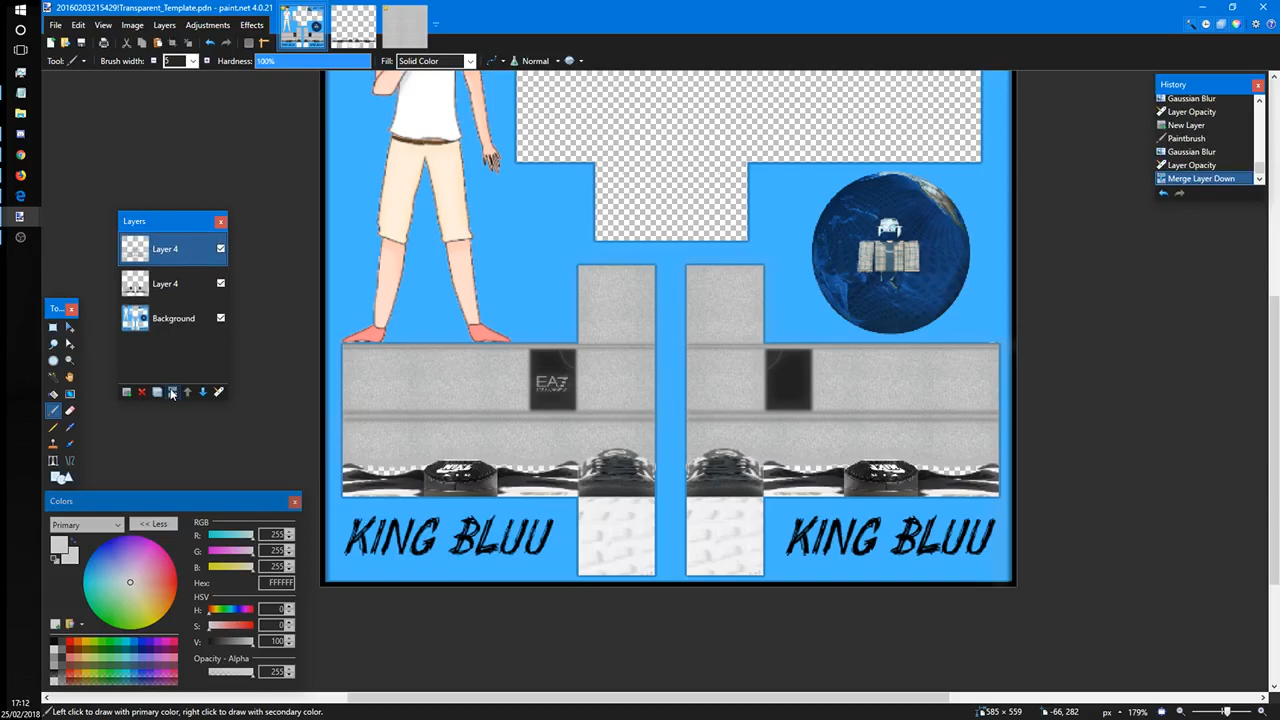 20160203215429!Transparent_Template.pdn - paint.net 4.0.21
File Edit View Image Layers Adjustments Effects
Tool: Brush width: 5 Hardness: 100% Fill: Solid Color Normal
History
Gaussian Blur
Layer Opacity
New Layer
Paintbrush
Gaussian Blur
Layer Opacity
Merge Layer Down
Layers
Layer 4
Layer 4
Background
To...
EA7
NIKE
KING BLUU
KING BLUU
Colors
Primary
<< Less
RGB
R: 255
G: 255
B: 255
Hex: FFFFFF
HSV
H: 0
S: 0
V: 100
Opacity - Alpha
255
17:12
25/02/2018
Left click to draw with primary color, right click to draw with secondary color.
585 × 559
-66, 282
px
179%